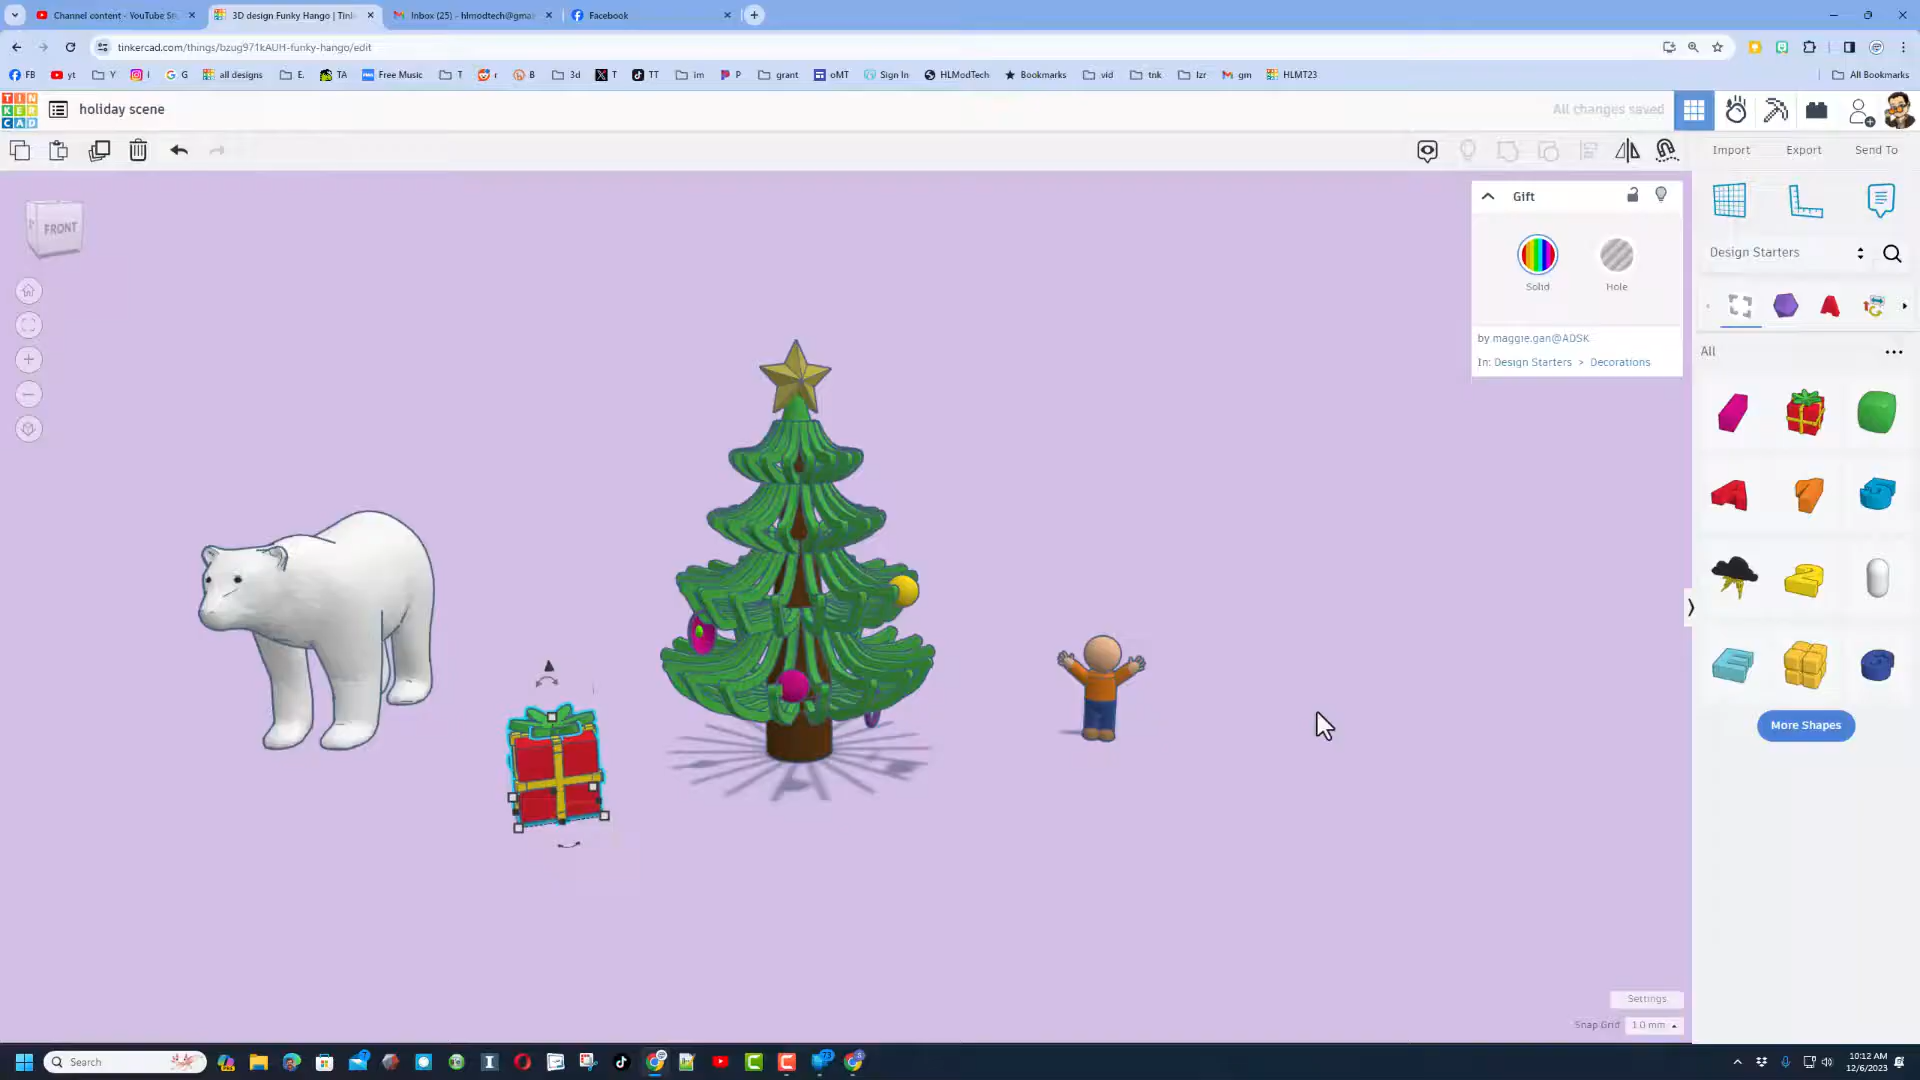 Channel content - YouTube St
3D design Funky Hango | Tink
Inbox (25) - hlmodtech@gmai
Facebook
tinkercad.com/things/bzug971kAUH-funky-hango/edit
FB
yt
Y
I
G
all designs
E.
TA
Free Music
T
r
B
3d
T
TT
im
P
grant
oMT
Sign In
HLModTech
Bookmarks
vid
tnk
lzr
gm
HLMT23
All Bookmarks
TIN
KER
CAD
holiday scene
All changes saved
Import
Export
Send To
FRONT
Gift
Solid
Hole
by maggie.gan@ADSK
In: Design Starters > Decorations
Design Starters
All
More Shapes
Settings
Snap Grid
1.0 mm
Search
10:12 AM
12/6/2023